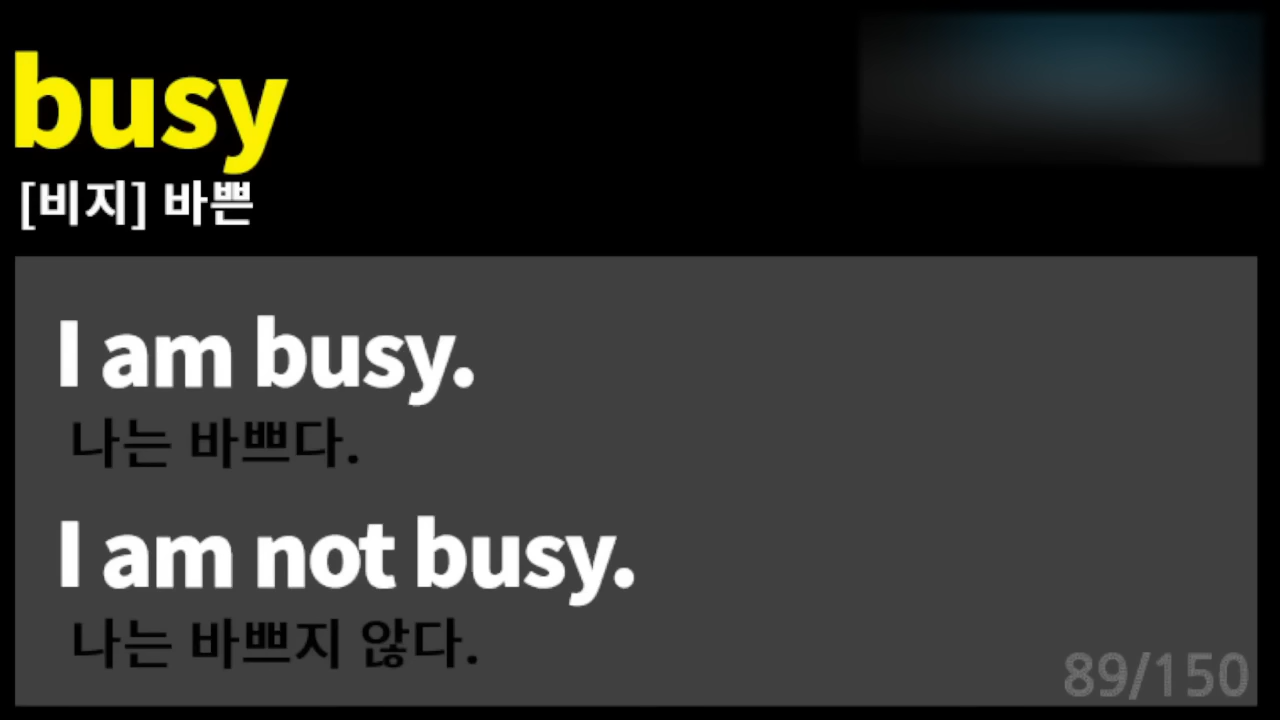 busy
[비지] 바쁜
I am busy.
나는 바쁘다.
I am not busy.
나는 바쁘지 않다.
89/150